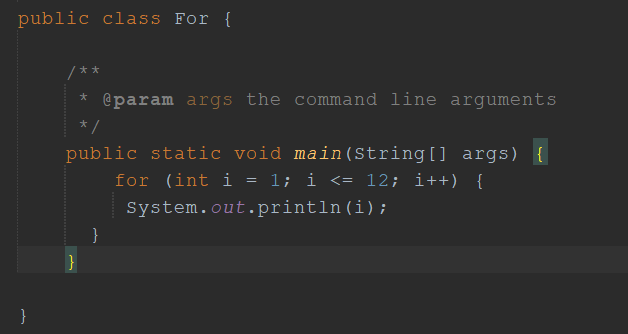 public class For {
/**
* @param args the command line arguments
*/
public static void main(String[] args) {
for (int i = 1; i <= 12; i++) {
System.out.println(i);
}
}
}